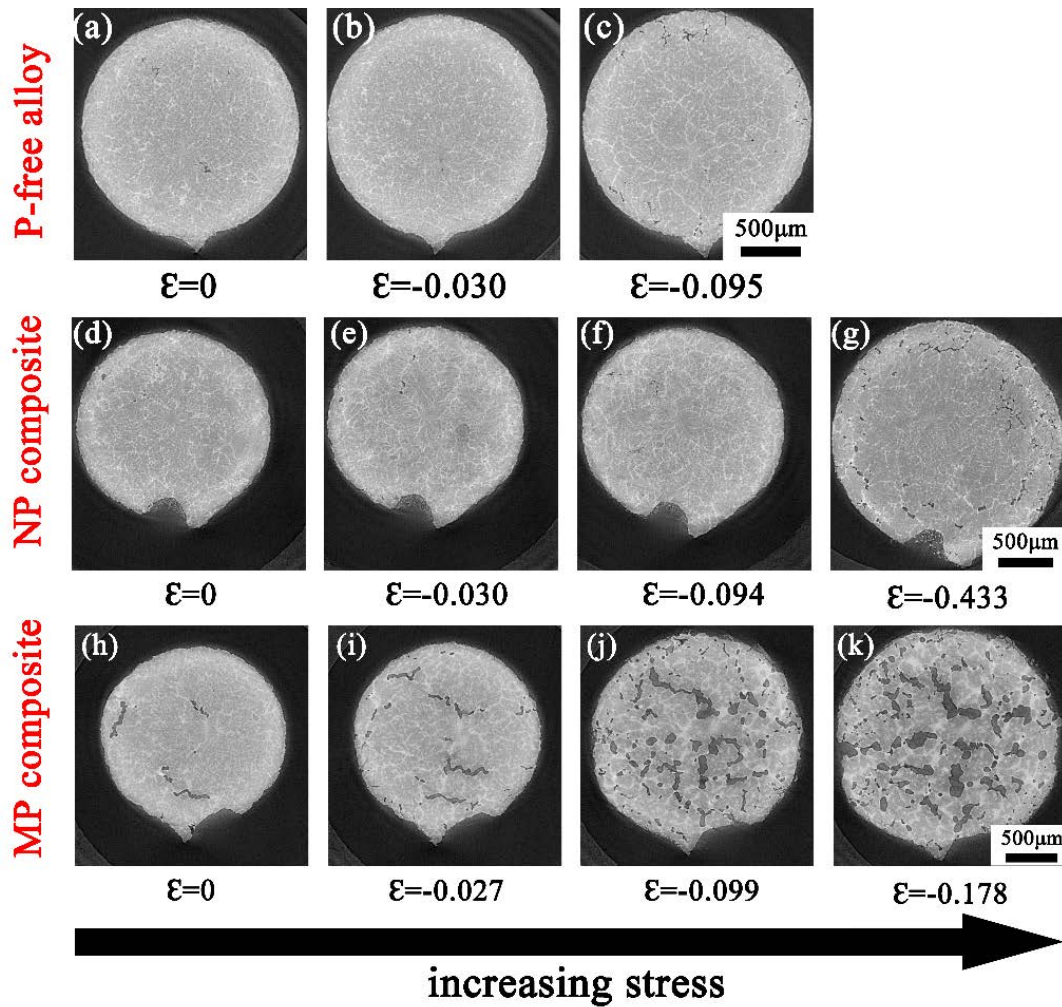 P-free alloy
(a)
(b)
(c)
500μm
Ɛ=0
Ɛ=-0.030
Ɛ=-0.095
NP composite
(d)
(e)
(f)
(g)
500μm
Ɛ=0
Ɛ=-0.030
Ɛ=-0.094
Ɛ=-0.433
MP composite
(h)
(i)
(j)
(k)
500μm
Ɛ=0
Ɛ=-0.027
Ɛ=-0.099
Ɛ=-0.178
increasing stress